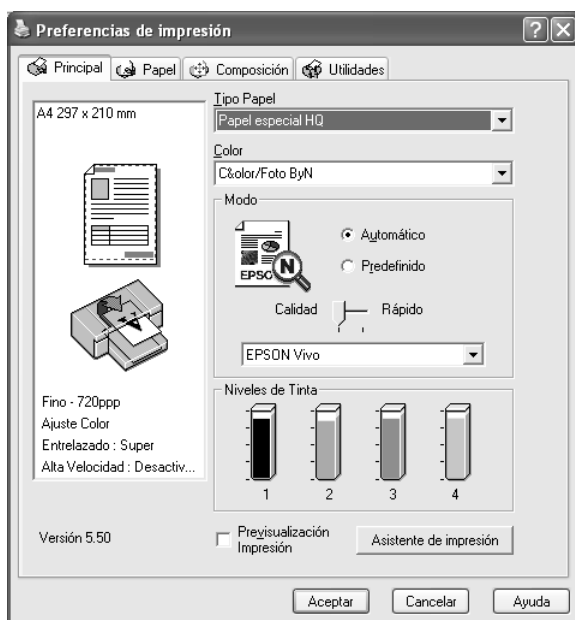 Preferencias de impresión
Principal
Papel
Composición
Utilidades
A4 297 x 210 mm
Tipo Papel
Papel especial HQ
Color
C&olor/Foto ByN
Modo
EPSON
N
Automático
Predefinido
Calidad
Rápido
EPSON Vivo
Fino - 720ppp
Ajuste Color
Entrelazado : Super
Alta Velocidad : Desactiv...
Niveles de Tinta
1 2 3 4
Versión 5.50
Previsualización
Impresión
Asistente de impresión
Aceptar
Cancelar
Ayuda